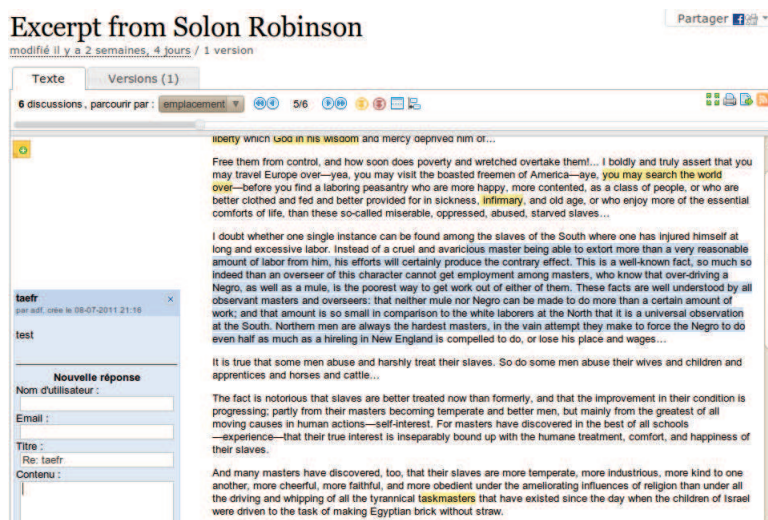 Excerpt from Solon Robinson
Partager
modifié il y a 2 semaines, 4 jours / 1 version
Texte
Versions (1)
6 discussions , parcourir par : emplacement 5/6
liberty which God in his wisdom and mercy deprived him of…
Free them from control, and how soon does poverty and wretched overtake them!… I boldly and truly assert that you
may travel Europe over—yea, you may visit the boasted freemen of America—aye, you may search the world
over—before you find a laboring peasantry who are more happy, more contented, as a class of people, or who are
better clothed and fed and better provided for in sickness, infirmary, and old age, or who enjoy more of the essential
comforts of life, than these so-called miserable, oppressed, abused, starved slaves…
I doubt whether one single instance can be found among the slaves of the South where one has injured himself at
long and excessive labor. Instead of a cruel and avaricious master being able to extort more than a very reasonable
amount of labor from him, his efforts will certainly produce the contrary effect. This is a well-known fact, so much so
indeed than an overseer of this character cannot get employment among masters, who know that over-driving a
Negro, as well as a mule, is the poorest way to get work out of either of them. These facts are well understood by all
observant masters and overseers: that neither mule nor Negro can be made to do more than a certain amount of
work; and that amount is so small in comparison to the white laborers at the North that it is a universal observation
at the South. Northern men are always the hardest masters, in the vain attempt they make to force the Negro to do
even half as much as a hireling in New England is compelled to do, or lose his place and wages…
It is true that some men abuse and harshly treat their slaves. So do some men abuse their wives and children and
apprentices and horses and cattle…
The fact is notorious that slaves are better treated now than formerly, and that the improvement in their condition is
progressing; partly from their masters becoming temperate and better men, but mainly from the greatest of all
moving causes in human actions—self-interest. For masters have discovered in the best of all schools
—experience—that their true interest is inseparably bound up with the humane treatment, comfort, and happiness of
their slaves.
And many masters have discovered, too, that their slaves are more temperate, more industrious, more kind to one
another, more cheerful, more faithful, and more obedient under the ameliorating influences of religion than under all
the driving and whipping of all the tyrannical taskmasters that have existed since the day when the children of Israel
were driven to the task of making Egyptian brick without straw.
taefr ×
par adf, crée le 08-07-2011 21:16
test
Nouvelle réponse
Nom d'utilisateur :
Email :
Titre :
Re: taefr
Contenu :